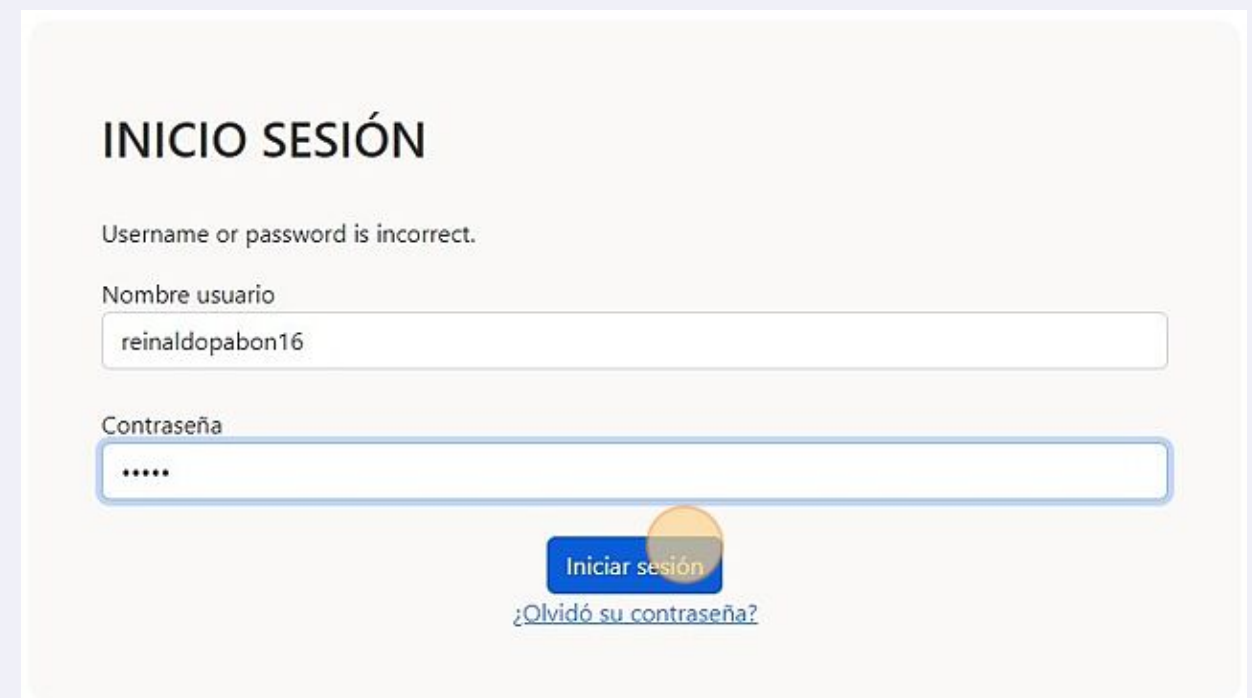 INICIO SESIÓN
Username or password is incorrect.
Nombre usuario
reinaldopabon16
Contraseña
•••••
Iniciar sesión
¿Olvidó su contraseña?